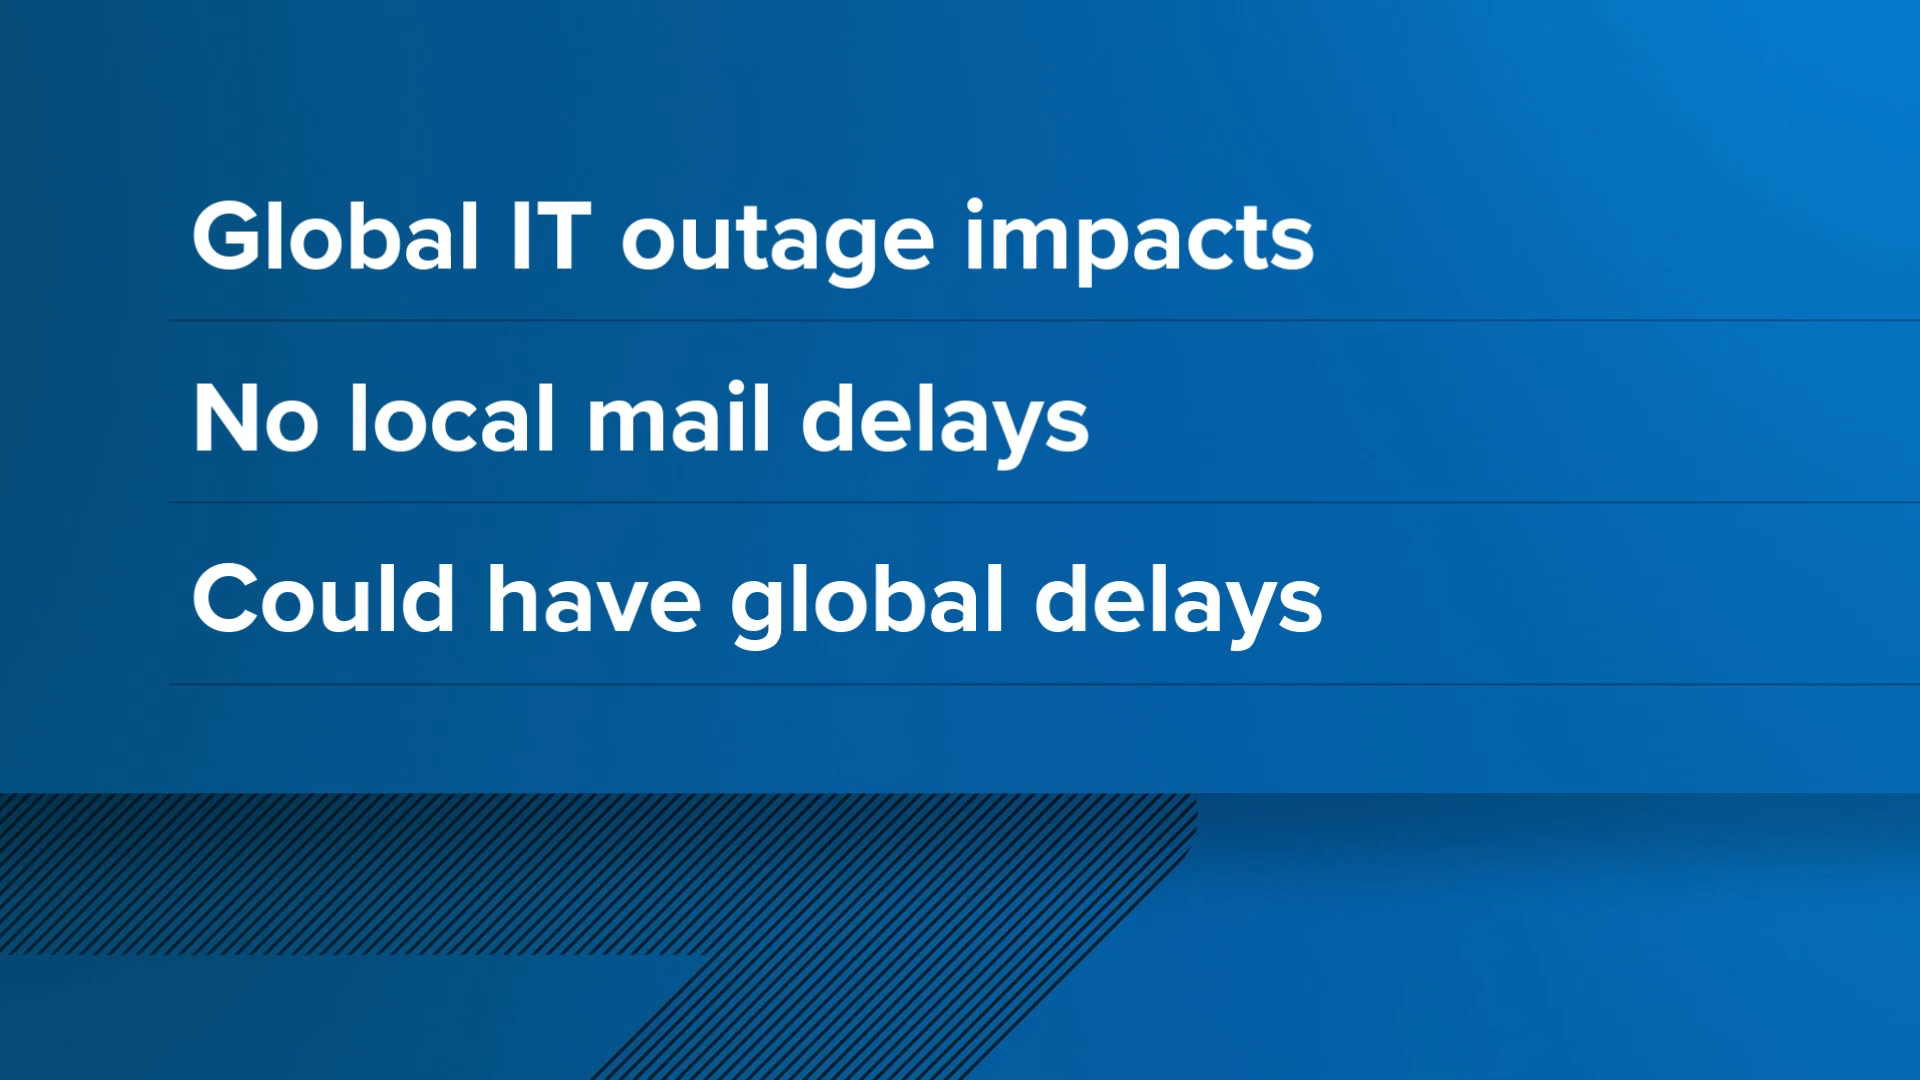 Global IT outage impacts
No local mail delays
Could have global delays